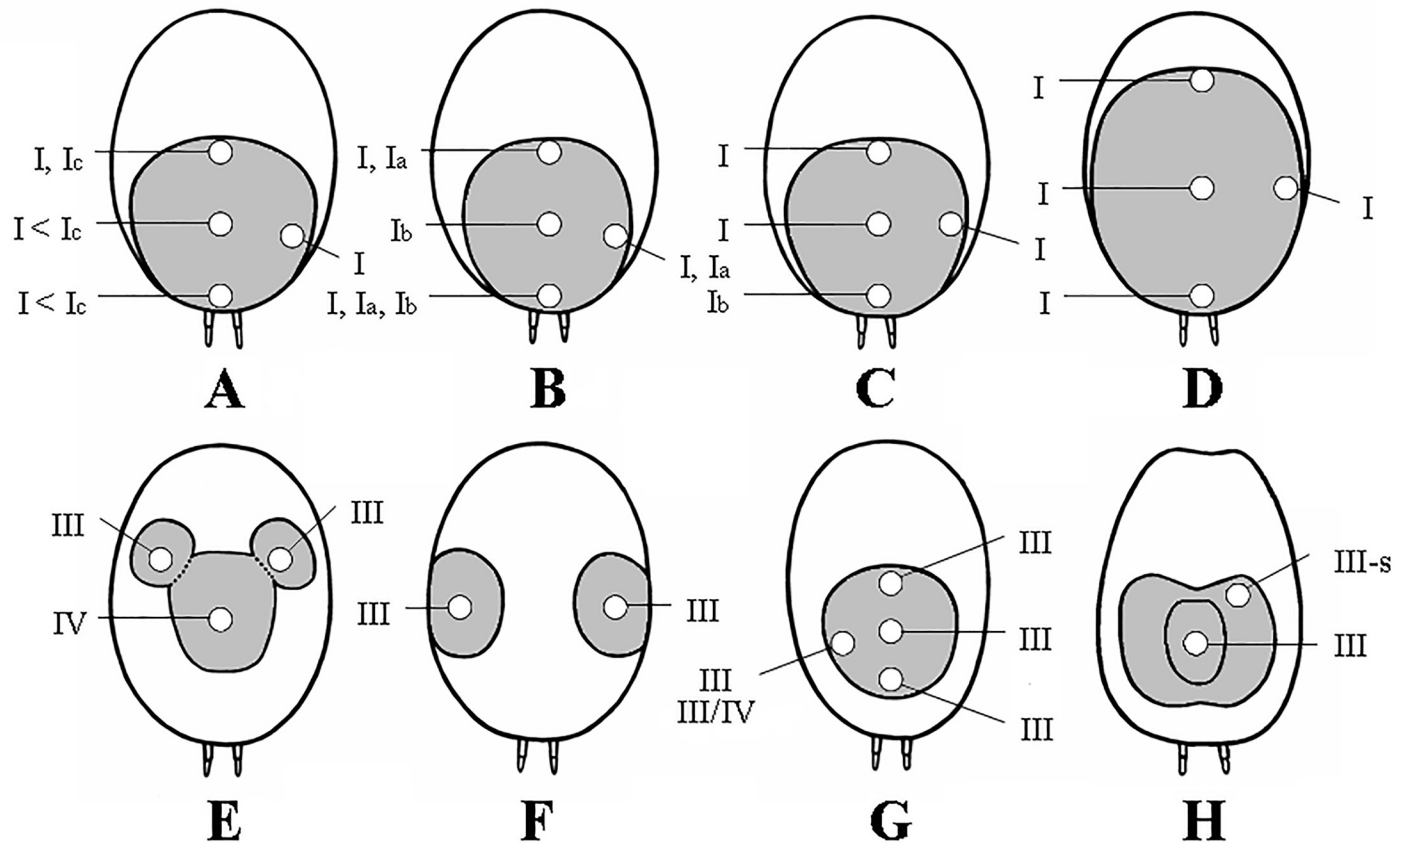 I, Ic
I < Ic
I
I < Ic
A
I, Ia
Ib
I, Ia
I, Ia, Ib
B
I
I
I
Ib
C
I
I
I
I
D
III
III
IV
E
III
III
F
III
III
III
III/IV
III
G
III-s
III
H